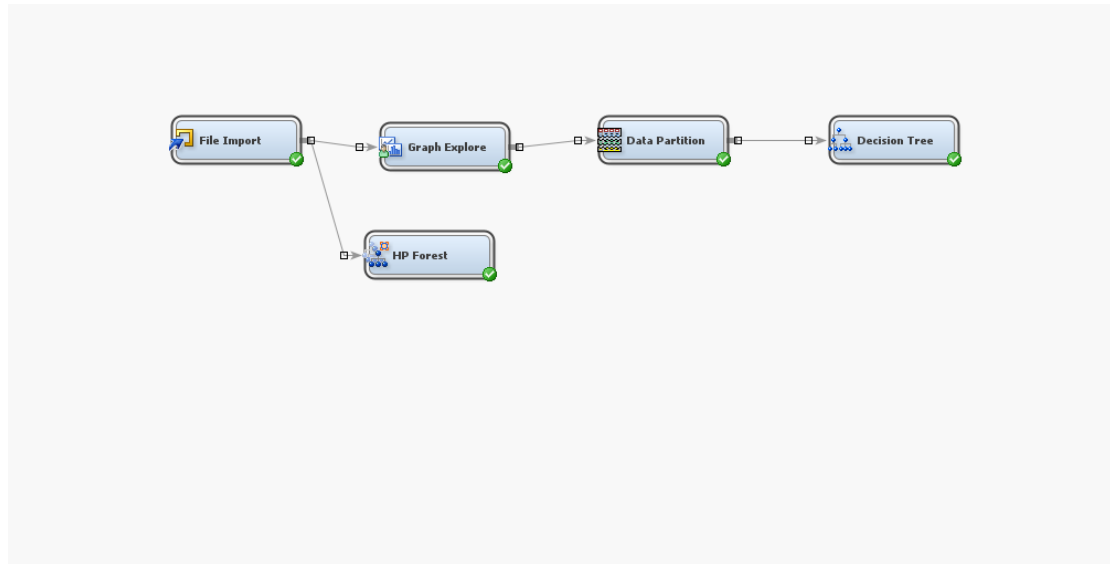 File Import
Graph Explore
Data Partition
Decision Tree
HP Forest